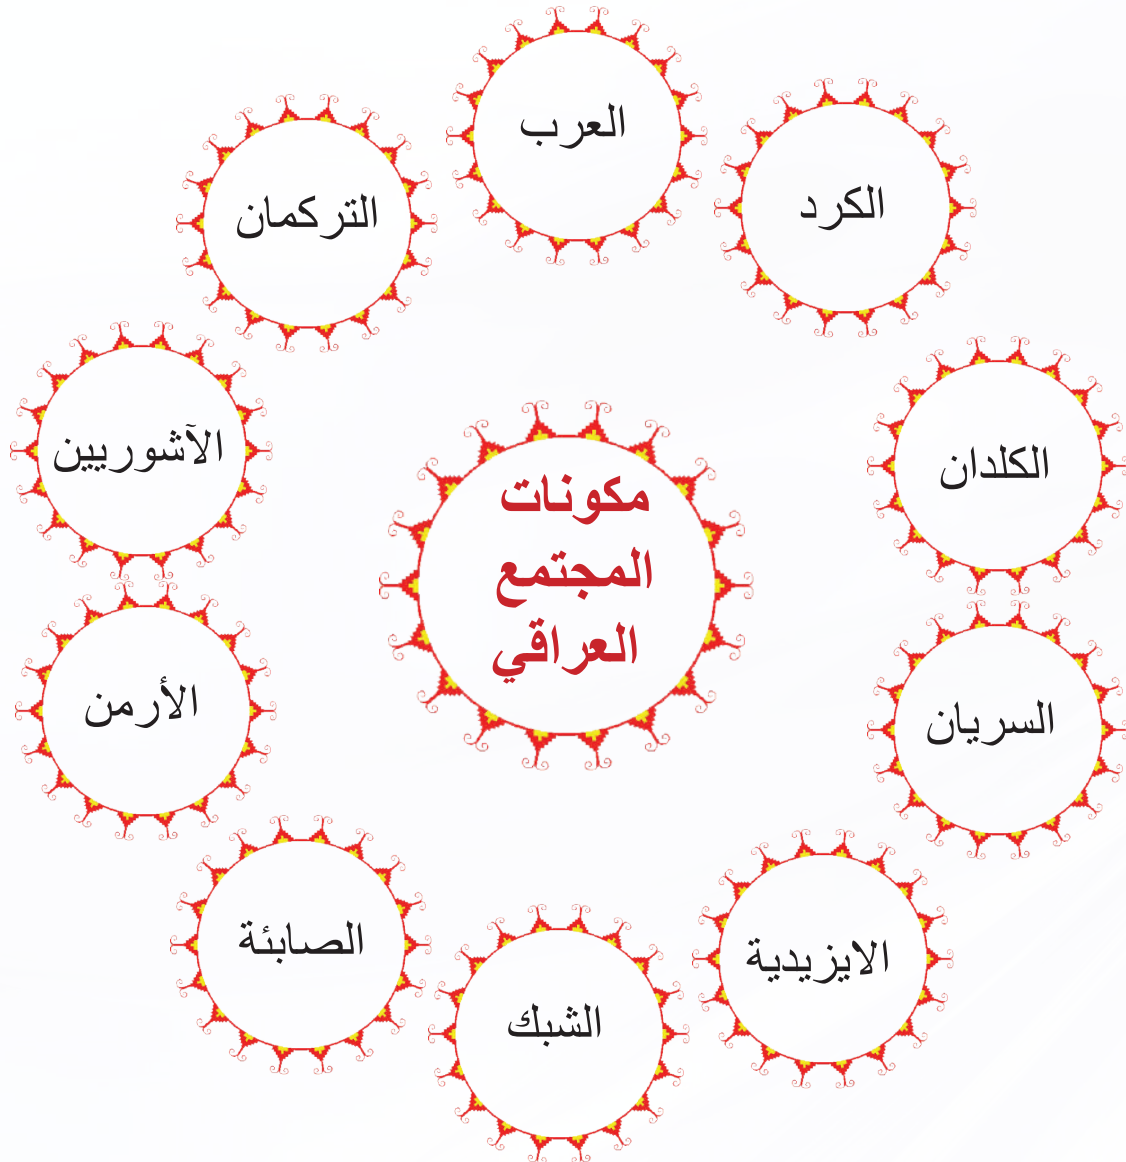 العرب
الكرد
التركمان
الآشوريين
الكلدان
مكونات
المجتمع
العراقي
الأرمن
السريان
الصابئة
الايزيدية
الشبك